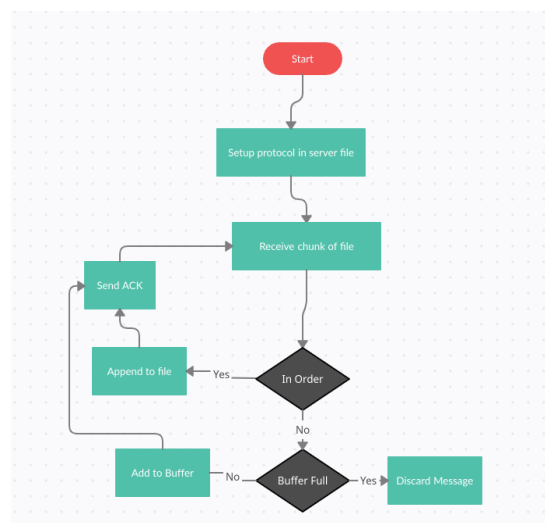 Start
Setup protocol in server file
Receive chunk of file
Send ACK
Append to file
Yes
In Order
No
Add to Buffer
No
Buffer Full
Yes
Discard Message